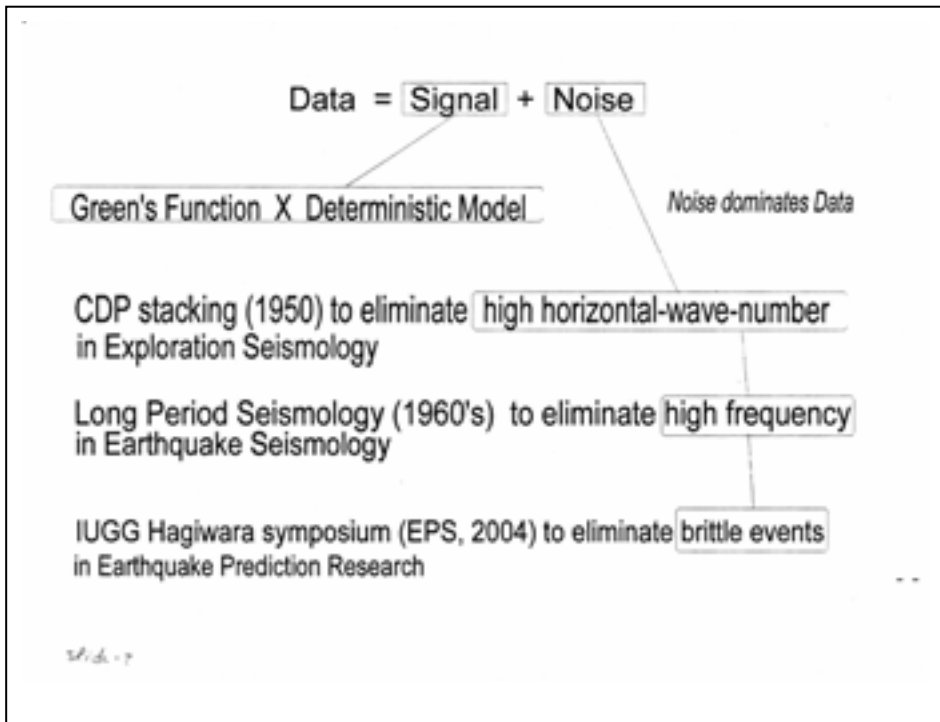 Data = Signal + Noise
Green's Function X Deterministic Model
Noise dominates Data
CDP stacking (1950) to eliminate high horizontal-wave-number
in Exploration Seismology
Long Period Seismology (1960's) to eliminate high frequency
in Earthquake Seismology
IUGG Hagiwara symposium (EPS, 2004) to eliminate brittle events
in Earthquake Prediction Research